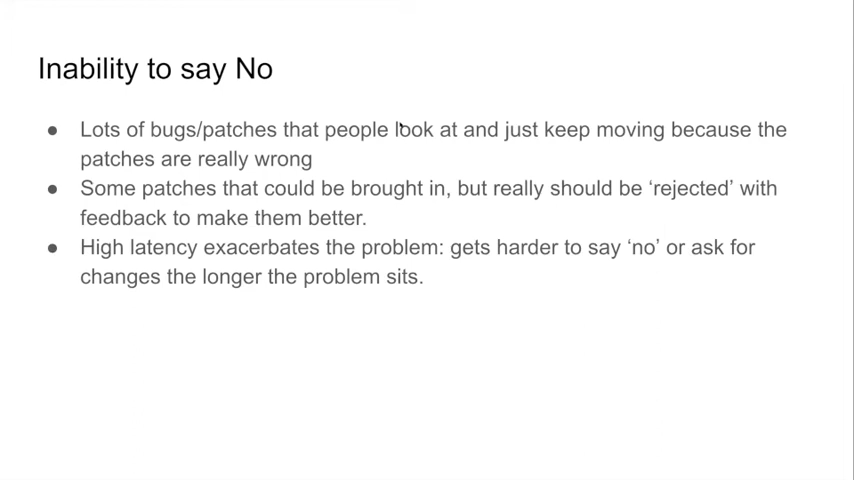 Inability to say No
● Lots of bugs/patches that people look at and just keep moving because the
patches are really wrong
● Some patches that could be brought in, but really should be ‘rejected’ with
feedback to make them better.
● High latency exacerbates the problem: gets harder to say ‘no’ or ask for
changes the longer the problem sits.